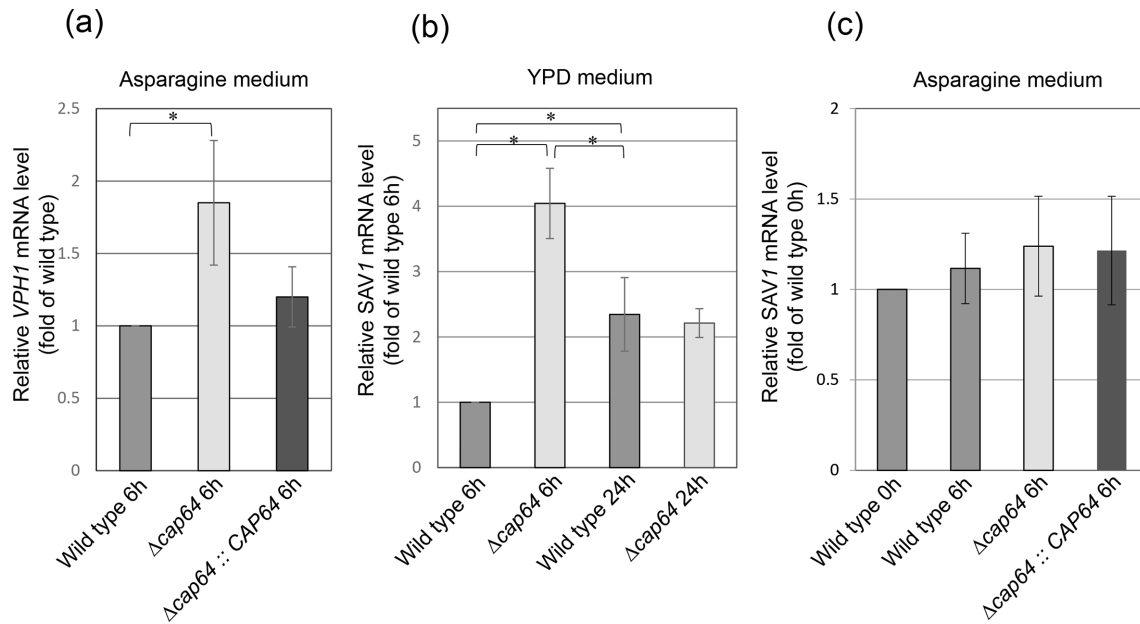 (a)
Asparagine medium
Relative VPH1 mRNA level
(fold of wild type)
2.5
2
1.5
1
0.5
0
*
Wild type 6h
Δcap64 6h
Δcap64 :: CAP64 6h
(b)
YPD medium
Relative SAV1 mRNA level
(fold of wild type 6h)
5
4
3
2
1
0
*
* *
Wild type 6h
Δcap64 6h
Wild type 24h
Δcap64 24h
(c)
Asparagine medium
Relative SAV1 mRNA level
(fold of wild type 0h)
2
1.5
1
0.5
0
Wild type 0h
Wild type 6h
Δcap64 6h
Δcap64 :: CAP64 6h